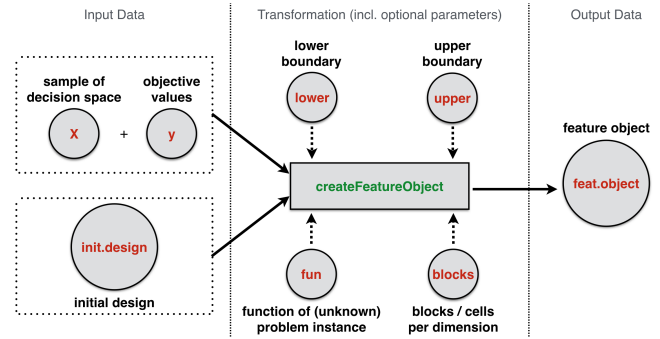 Input Data
Transformation (incl. optional parameters)
Output Data
sample of
decision space
objective
values
X
+
y
init.design
initial design
lower
boundary
upper
boundary
lower
upper
createFeatureObject
fun
blocks
function of (unknown)
problem instance
blocks / cells
per dimension
feature object
feat.object